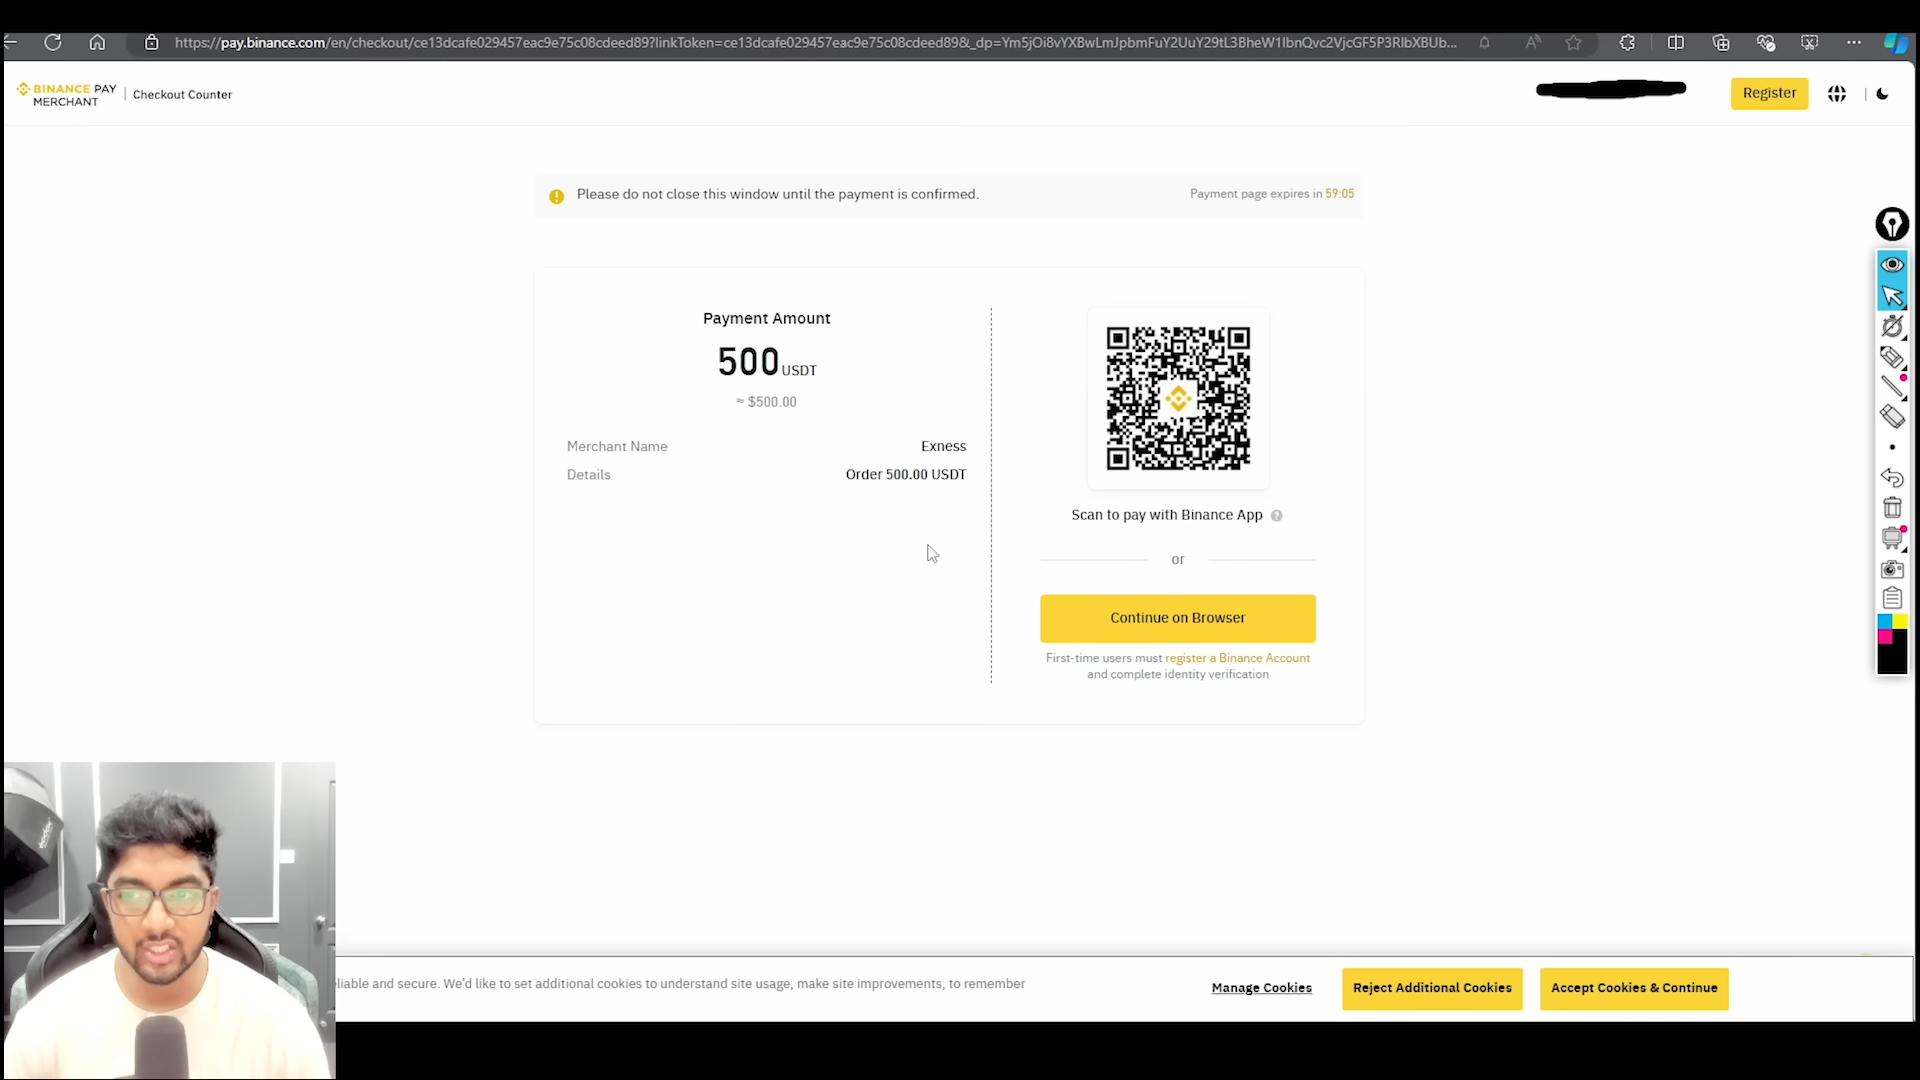 https://pay.binance.com/en/checkout/ce13dcafe029457eac9e75c08cdeed89?linkToken=ce13dcafe029457eac9e75c08cdeed89&_dp=Ym5jOi8vYXBwLmJpbmFuY2UuY29tL3BheW1lbnQvc2VjcGF5P3RlbXBUb...
BINANCE PAY
MERCHANT
Checkout Counter
Register
Please do not close this window until the payment is confirmed.
Payment page expires in 59:05
Payment Amount
500 USDT
≈ $500.00
Merchant Name Exness
Details Order 500.00 USDT
Scan to pay with Binance App
or
Continue on Browser
First-time users must register a Binance Account
and complete identity verification
eliable and secure. We'd like to set additional cookies to understand site usage, make site improvements, to remember
Manage Cookies
Reject Additional Cookies
Accept Cookies & Continue